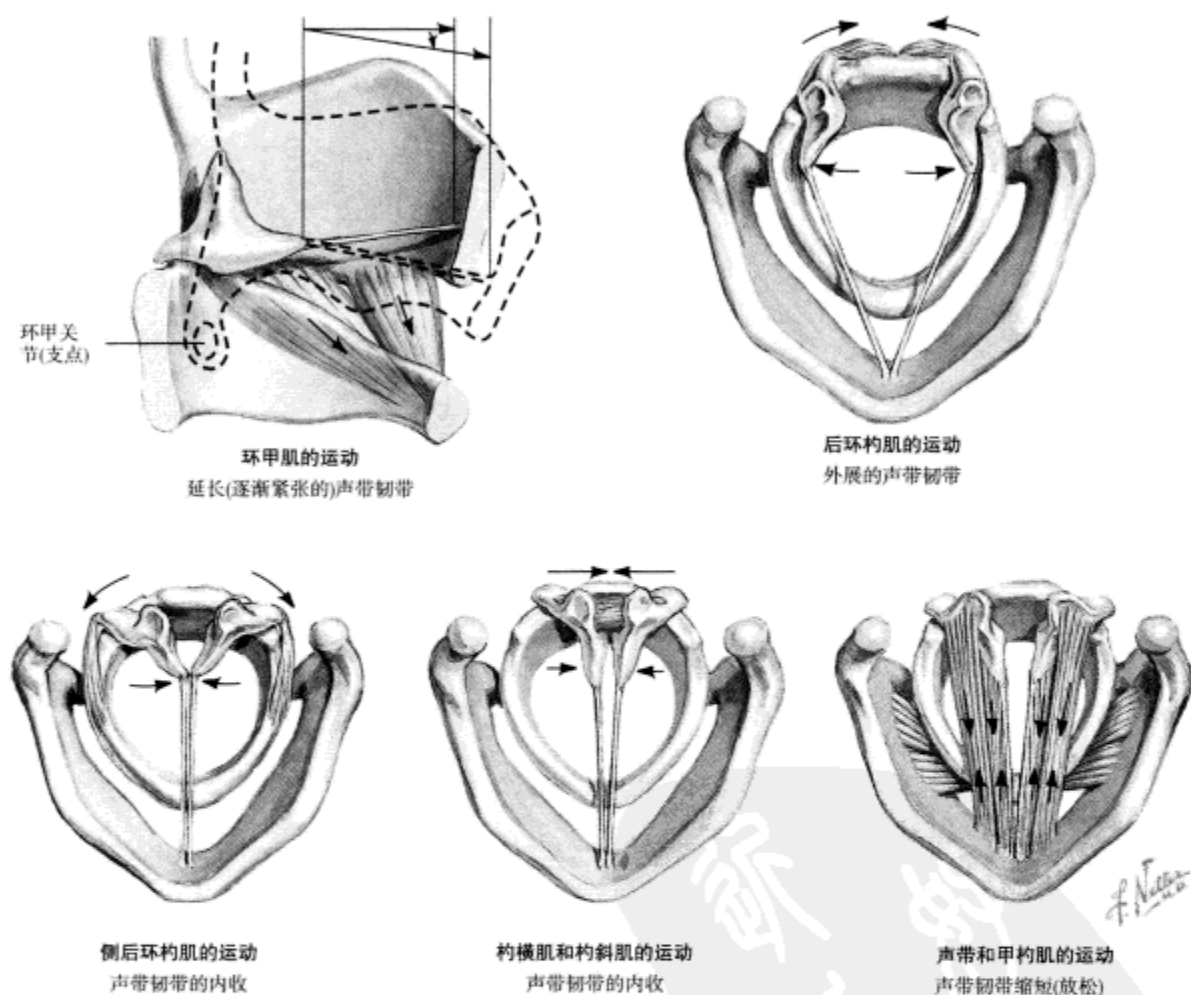 环甲关
节(支点)
环甲肌的运动
延长(逐渐紧张的)声带韧带
后环杓肌的运动
外展的声带韧带
侧后环杓肌的运动
声带韧带的内收
杓横肌和杓斜肌的运动
声带韧带的内收
声带和甲杓肌的运动
声带韧带缩短(放松)